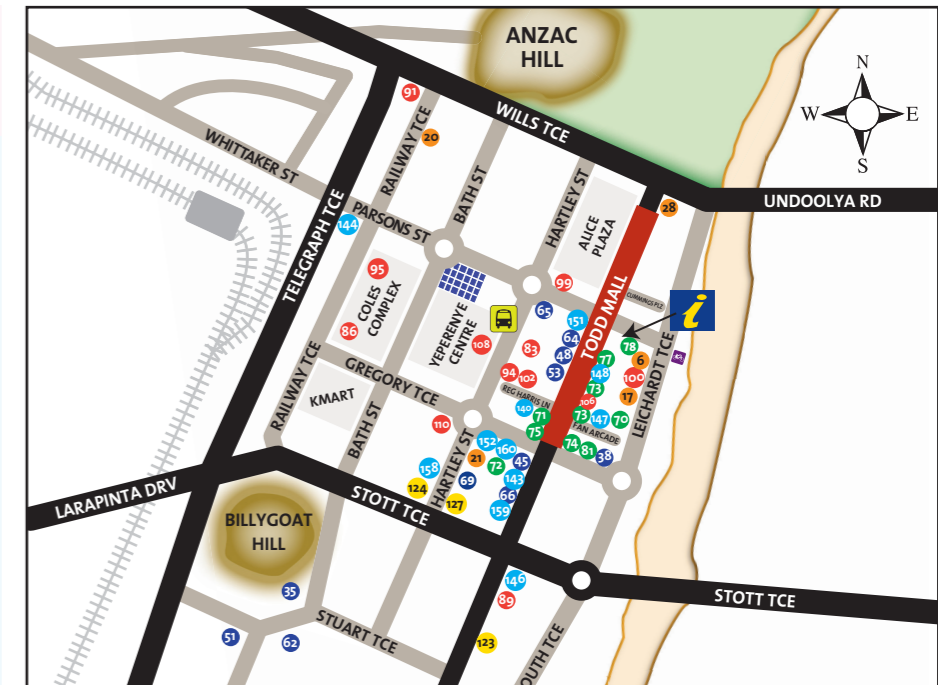 ANZAC
HILL
N
W
E
S
91
WILLS TCE
RAILWAY TCE
20
WHITTAKER ST
BATH ST
HARTLEY ST
UNDOOLYA RD
28
144
PARSONS ST
ALICE
PLAZA
TELEGRAPH TCE
95
COLES
COMPLEX
99
CUMMINGS PLZ
TODD MALL
i
65
151
86
YEPERENYE
CENTRE
108
83
64
48
53
77
78
6
148
100
94
102
73
17
106
REG HARRIS LN
LEICHARDT TCE
RAILWAY TCE
GREGORY TCE
KMART
140
71
73
147
70
75
FAN ARCADE
110
BATH ST
HARTLEY ST
152
160
74
81
38
21
72
45
158
69
143
124
66
127
159
LARAPINTA DRV
STOTT TCE
BILLYGOAT
HILL
146
89
STOTT TCE
35
51
62
STUART TCE
123
OUTH TCE